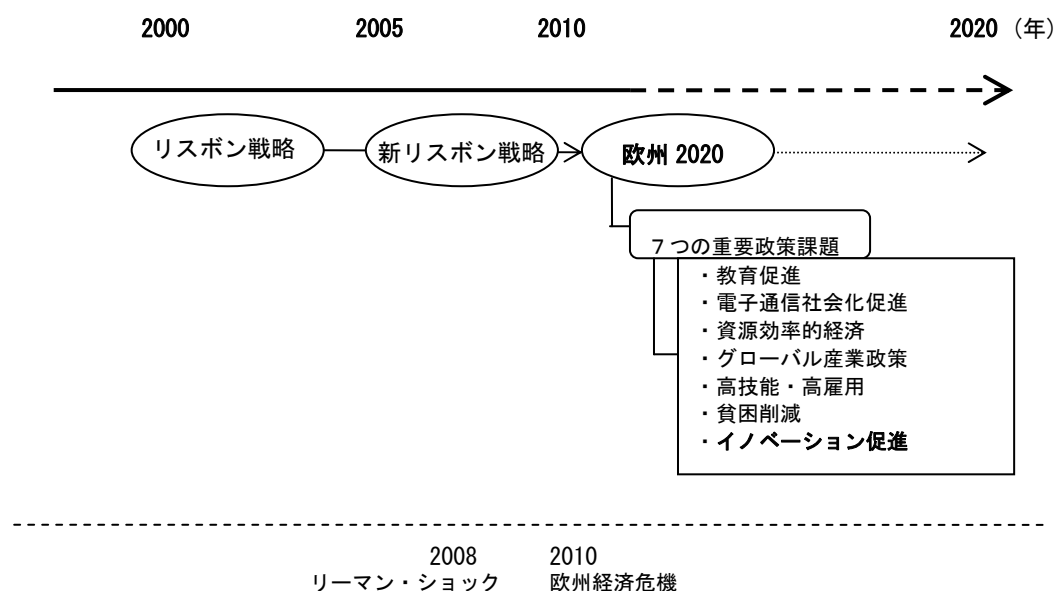 2000 2005 2010 2020（年）
リスボン戦略 新リスボン戦略 欧州 2020
７つの重要政策課題
・教育促進
・電子通信社会化促進
・資源効率的経済
・グローバル産業政策
・高技能・高雇用
・貧困削減
・イノベーション促進
2008 2010
リーマン・ショック 欧州経済危機